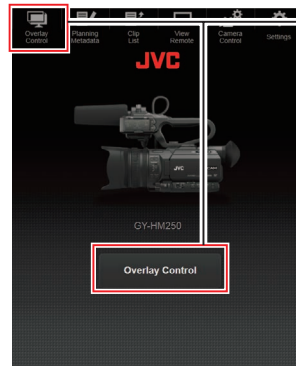 Overlay Control
Planning Metadata
Clip List
View Remote
Camera Control
Settings
JVC
JVC
GY-HM250
Overlay Control